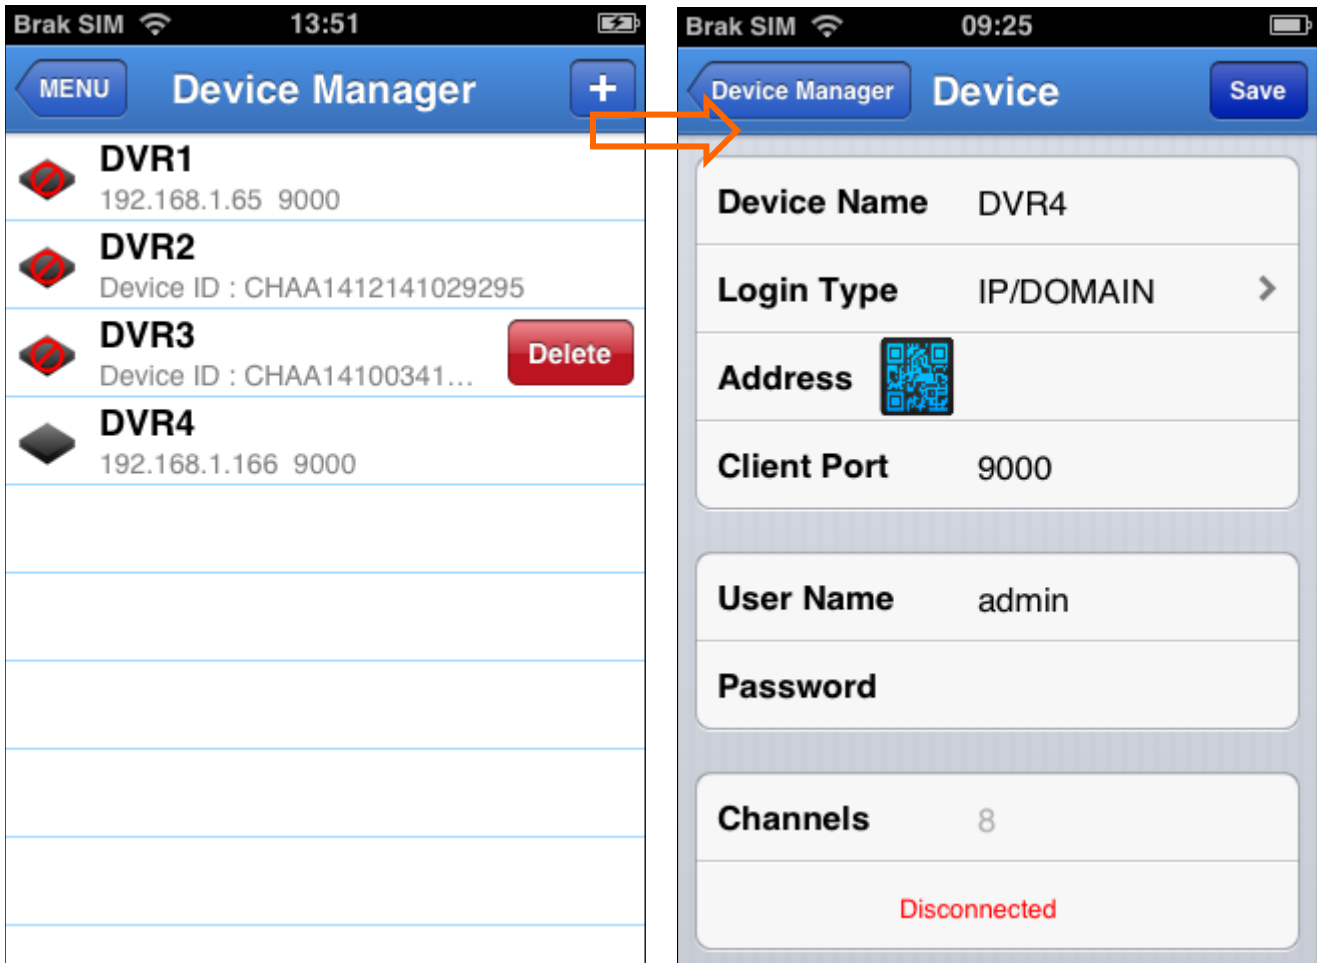 Brak SIM 13:51
MENU Device Manager +
DVR1
192.168.1.65 9000
DVR2
Device ID : CHAA1412141029295
DVR3
Device ID : CHAA14100341...
Delete
DVR4
192.168.1.166 9000
Brak SIM 09:25
Device Manager Device Save
Device Name DVR4
Login Type IP/DOMAIN
Address
Client Port 9000
User Name admin
Password
Channels 8
Disconnected